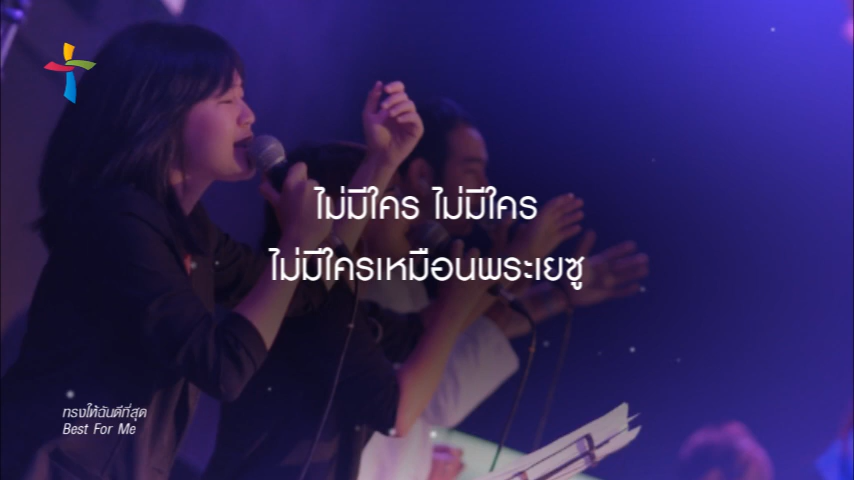 ไม่มีใคร ไม่มีใคร
ไม่มีใครเหมือนพระเยซู
ทรงให้ฉันดีที่สุด
Best For Me